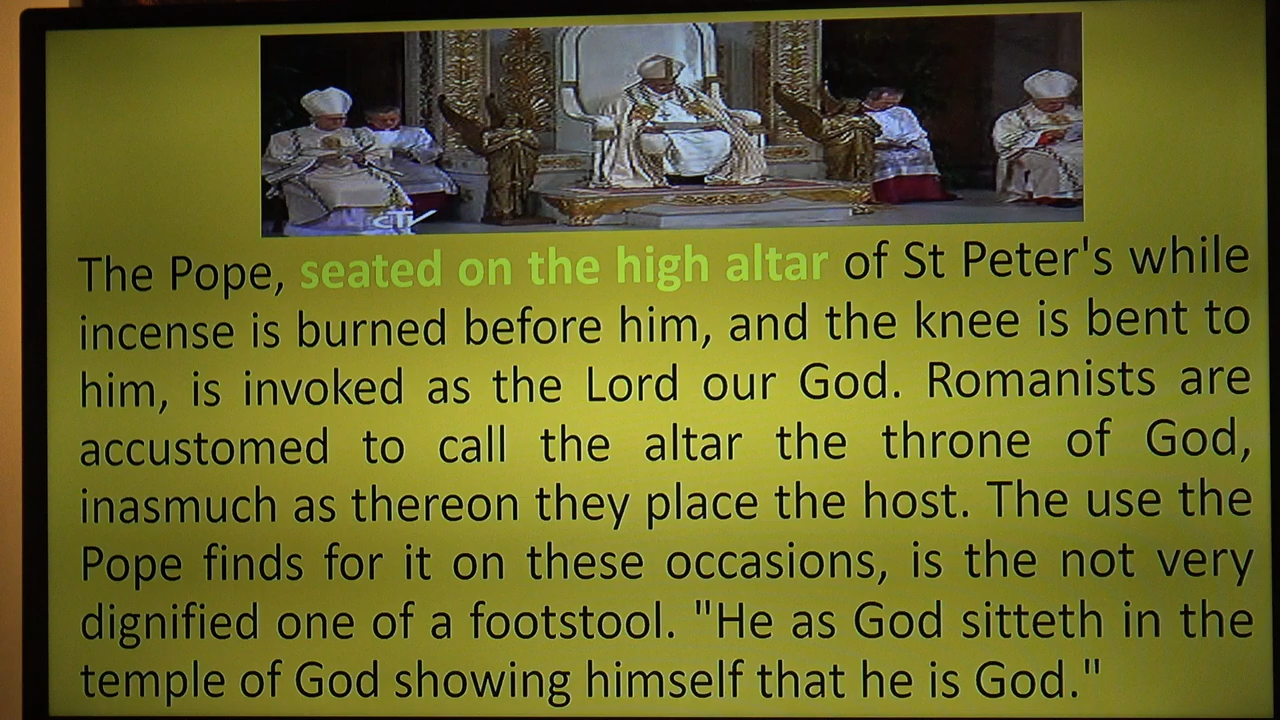 CTV
The Pope, seated on the high altar of St Peter's while
incense is burned before him, and the knee is bent to
him, is invoked as the Lord our God. Romanists are
accustomed to call the altar the throne of God,
inasmuch as thereon they place the host. The use the
Pope finds for it on these occasions, is the not very
dignified one of a footstool. "He as God sitteth in the
temple of God showing himself that he is God."